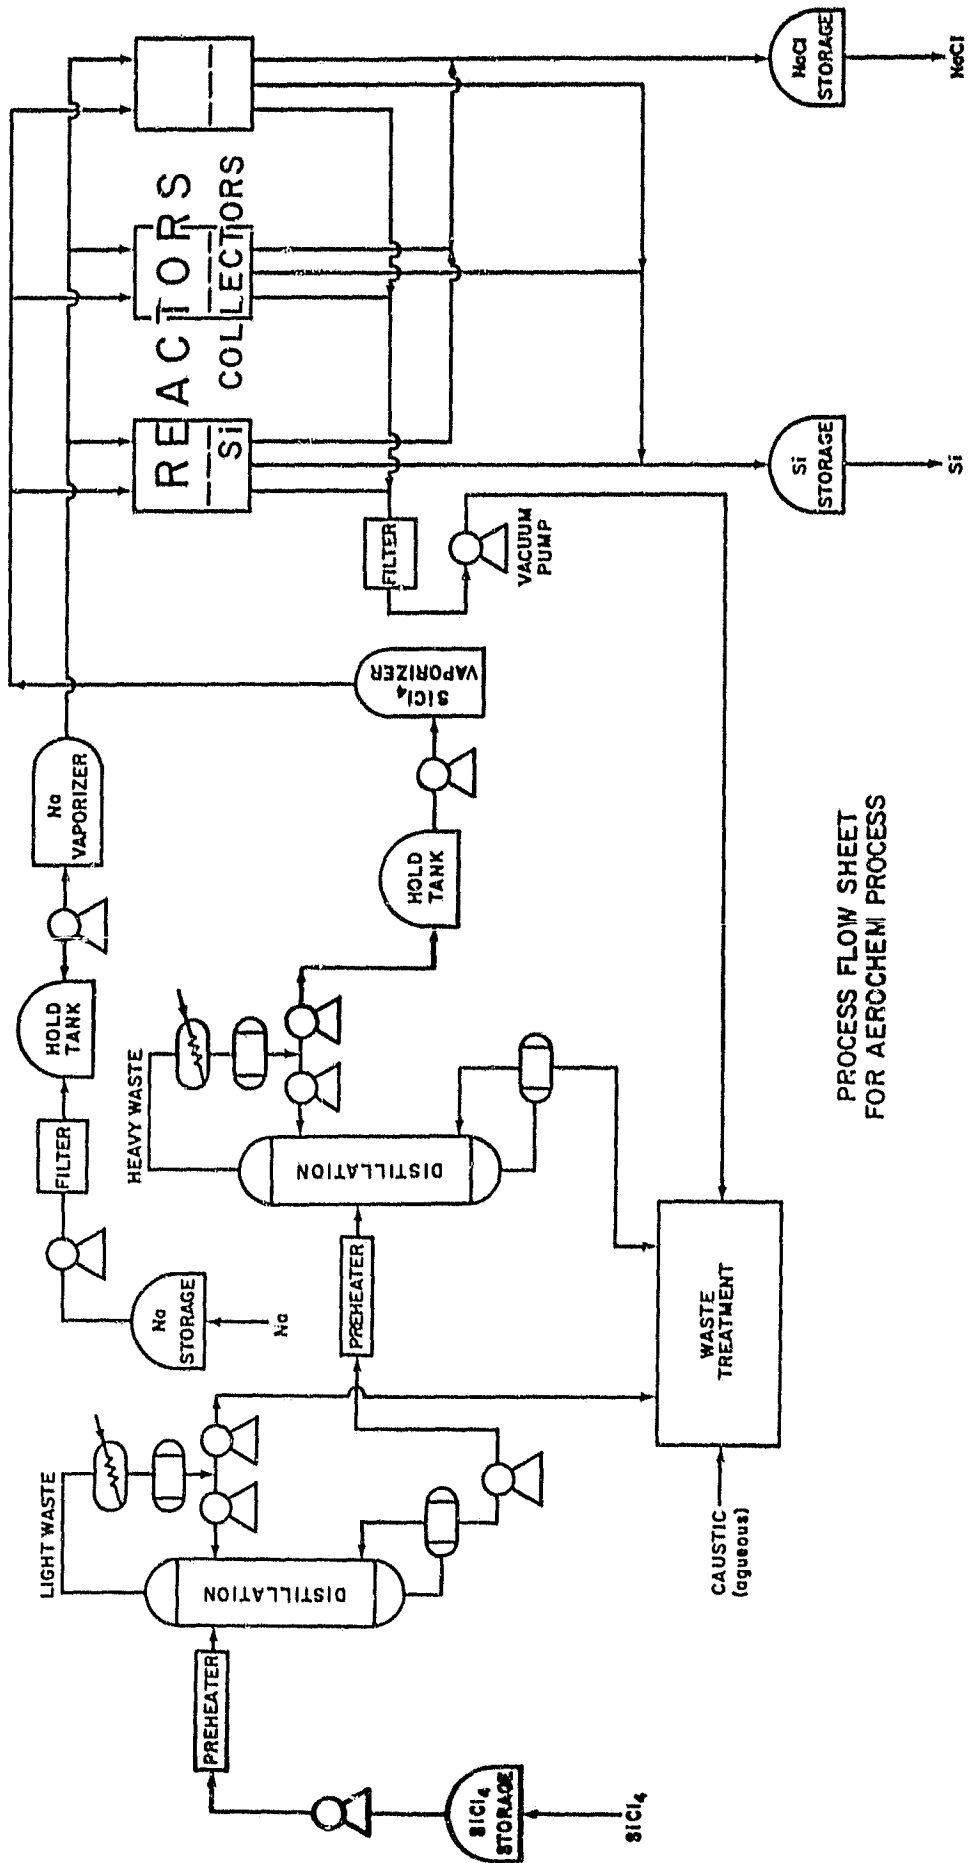 Na
STORAGE
Na
FILTER
HOLD
TANK
Na
VAPORIZER
SiCl4
STORAGE
SiCl4
PREHEATER
DISTILLATION
LIGHT WASTE
PREHEATER
DISTILLATION
HEAVY WASTE
HOLD
TANK
SiCl4
VAPORIZER
REACTORS
Si COLLECTORS
FILTER
VACUUM
PUMP
CAUSTIC
(aqueous)
WASTE
TREATMENT
Si
STORAGE
Si
NaCl
STORAGE
NaCl
PROCESS FLOW SHEET
FOR AEROCHEM PROCESS